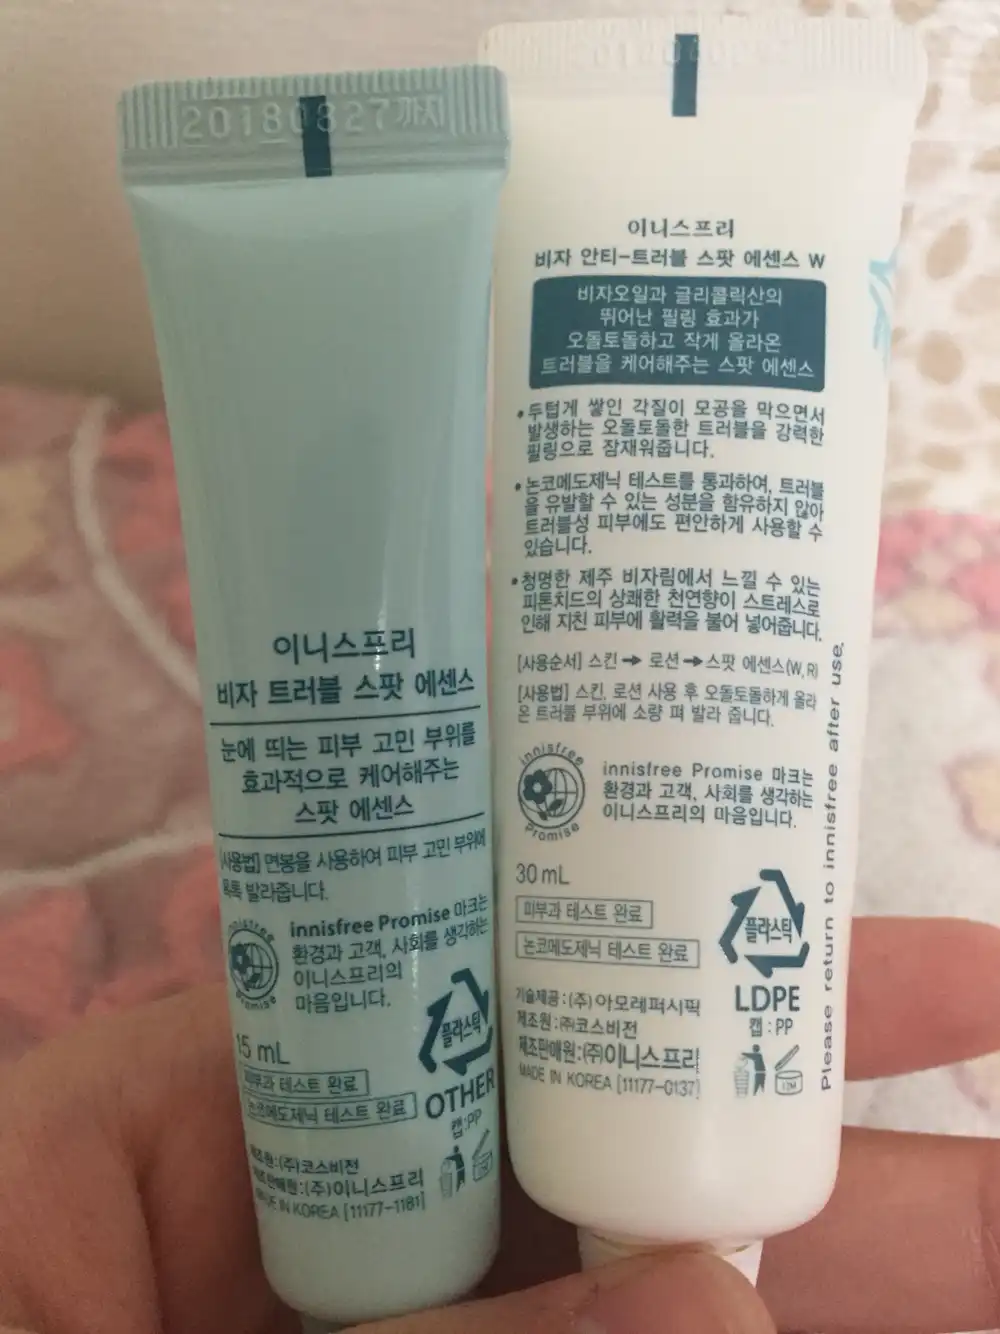 20180827까지
이니스프리
비자 트러블 스팟 에센스
눈에 띄는 피부 고민 부위를
효과적으로 케어해주는
스팟 에센스
[사용법] 면봉을 사용하여 피부 고민 부위에
톡톡 발라줍니다.
innisfree
Promise
innisfree Promise 마크는
환경과 고객, 사회를 생각하는
이니스프리의
마음입니다.
플라스틱
OTHER
캡:PP
15 mL
피부과 테스트 완료
논코메도제닉 테스트 완료
제조원:(주)코스비전
제조판매원:(주)이니스프리
MADE IN KOREA [11177-1181]
12M
이니스프리
비자 안티-트러블 스팟 에센스 W
비자오일과 글리콜릭산의
뛰어난 필링 효과가
오돌토돌하고 작게 올라온
트러블을 케어해주는 스팟 에센스
•두텁게 쌓인 각질이 모공을 막으면서
발생하는 오돌토돌한 트러블을 강력한
필링으로 잠재워줍니다.
•논코메도제닉 테스트를 통과하여, 트러블
을 유발할 수 있는 성분을 함유하지 않아
트러블성 피부에도 편안하게 사용할 수
있습니다.
•청명한 제주 비자림에서 느낄 수 있는
피톤치드의 상쾌한 천연향이 스트레스로
인해 지친 피부에 활력을 불어 넣어줍니다.
[사용순서] 스킨➡ 로션➡스팟 에센스(W, R)
[사용법] 스킨, 로션 사용 후 오돌토돌하게 올라
온 트러블 부위에 소량 펴 발라 줍니다.
innisfree
Promise
innisfree Promise 마크는
환경과 고객, 사회를 생각하는
이니스프리의 마음입니다.
30 mL
피부과 테스트 완료
논코메도제닉 테스트 완료
플라스틱
LDPE
캡 : PP
기술제공 : (주) 아모레퍼시픽
제조원 : ㈜코스비전
제조판매원:(주)이니스프리
MADE IN KOREA [11177-0137]
12M
Please return to innisfree after use.